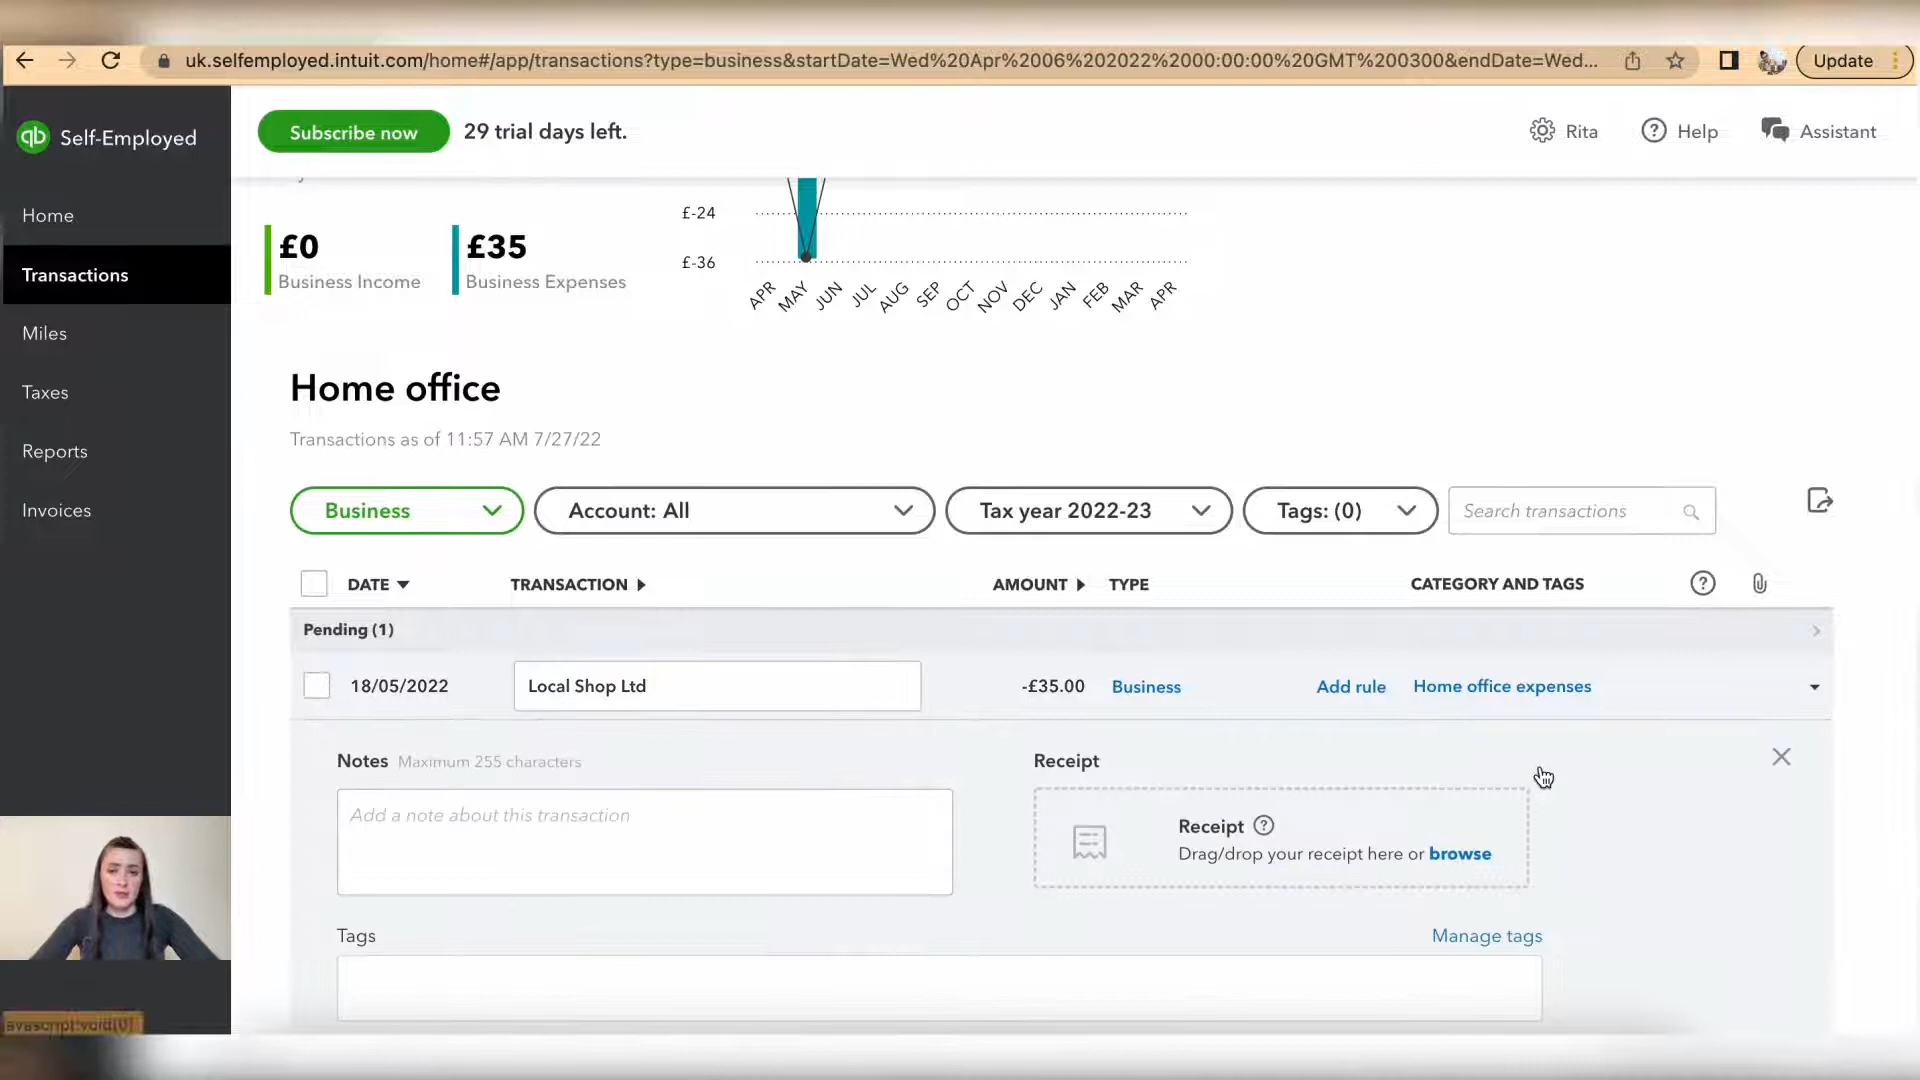 uk.selfemployed.intuit.com/home#/app/transactions?type=business&startDate=Wed%20Apr%2006%202022%2000:00:00%20GMT%200300&endDate=Wed...
Update
qb Self-Employed
Subscribe now
29 trial days left.
Rita
Help
Assistant
Home
Transactions
Miles
Taxes
Reports
Invoices
£0
Business Income
£35
Business Expenses
£-24
£-36
APR MAY JUN JUL AUG SEP OCT NOV DEC JAN FEB MAR APR
Home office
Transactions as of 11:57 AM 7/27/22
Business
Account: All
Tax year 2022-23
Tags: (0)
Search transactions
DATE TRANSACTION AMOUNT TYPE CATEGORY AND TAGS
Pending (1)
18/05/2022 Local Shop Ltd -£35.00 Business Add rule Home office expenses
Notes Maximum 255 characters
Add a note about this transaction
Receipt
Receipt
Drag/drop your receipt here or browse
Tags
Manage tags